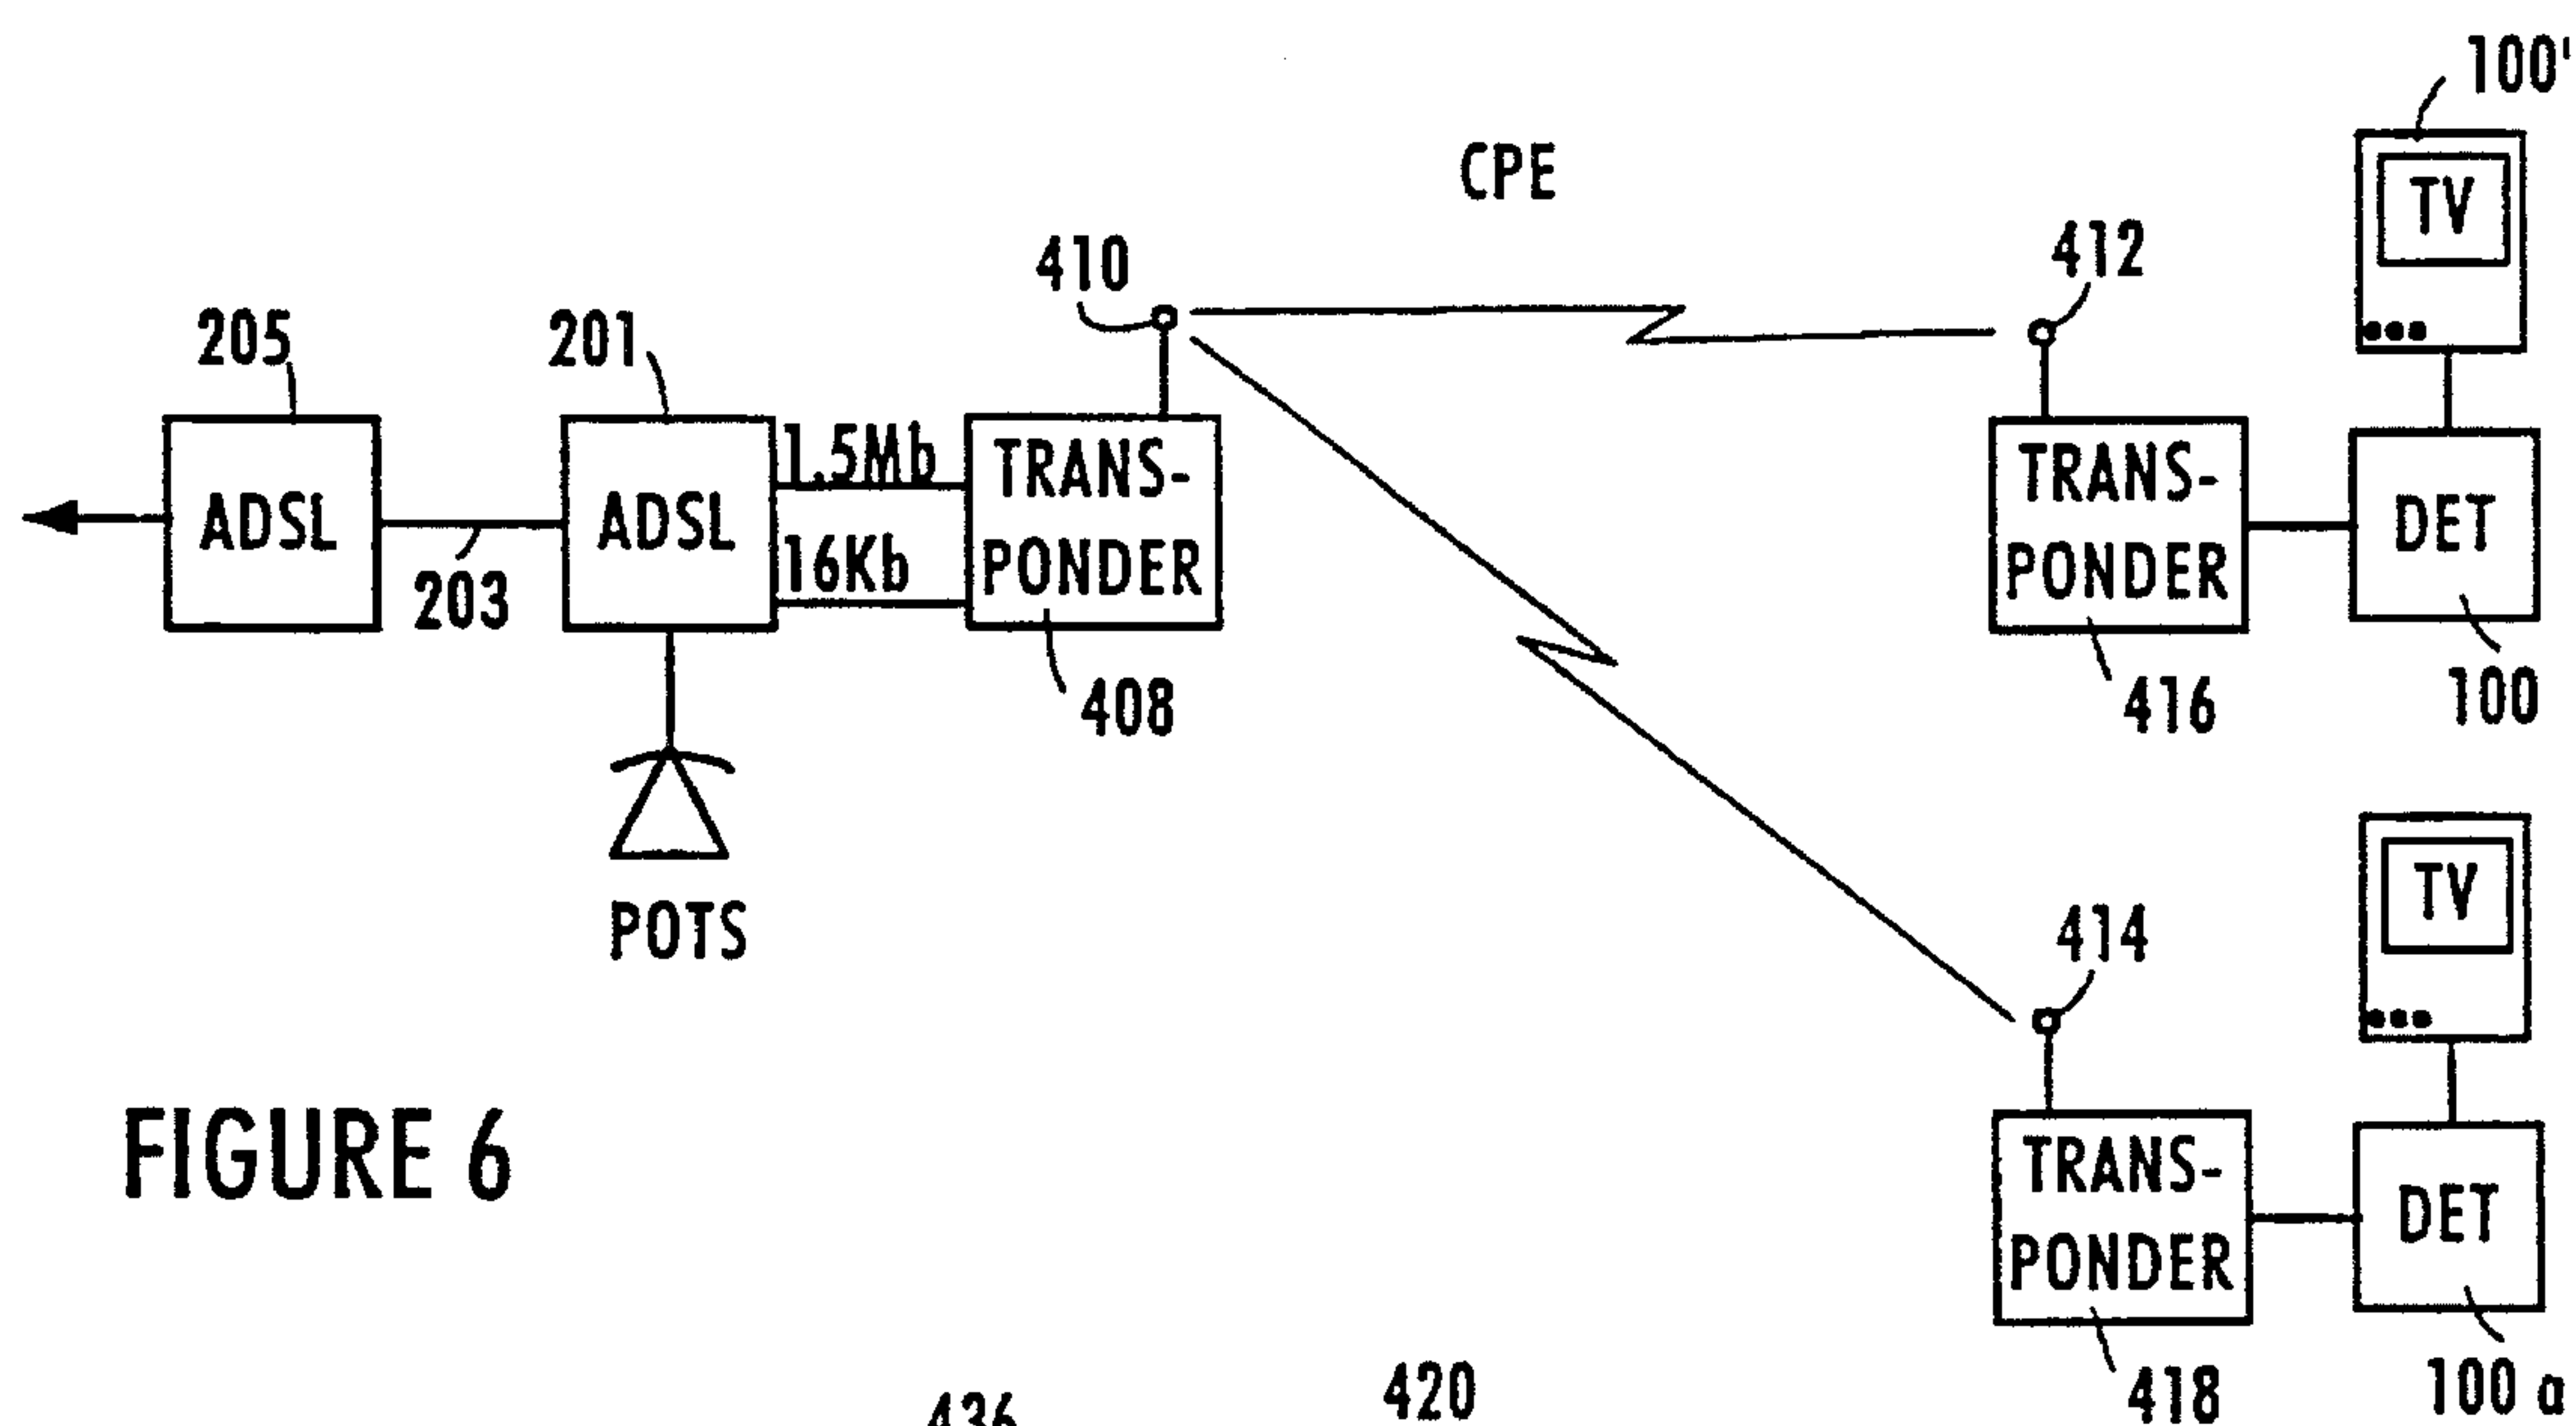 100'
CPE
TV
410
412
205
201
1.5Mb
TRANS-
PONDER
TRANS-
PONDER
ADSL
ADSL
DET
16Kb
203
408
416
100
POTS
TV
414
TRANS-
PONDER
DET
FIGURE 6
418
100 a
436
420